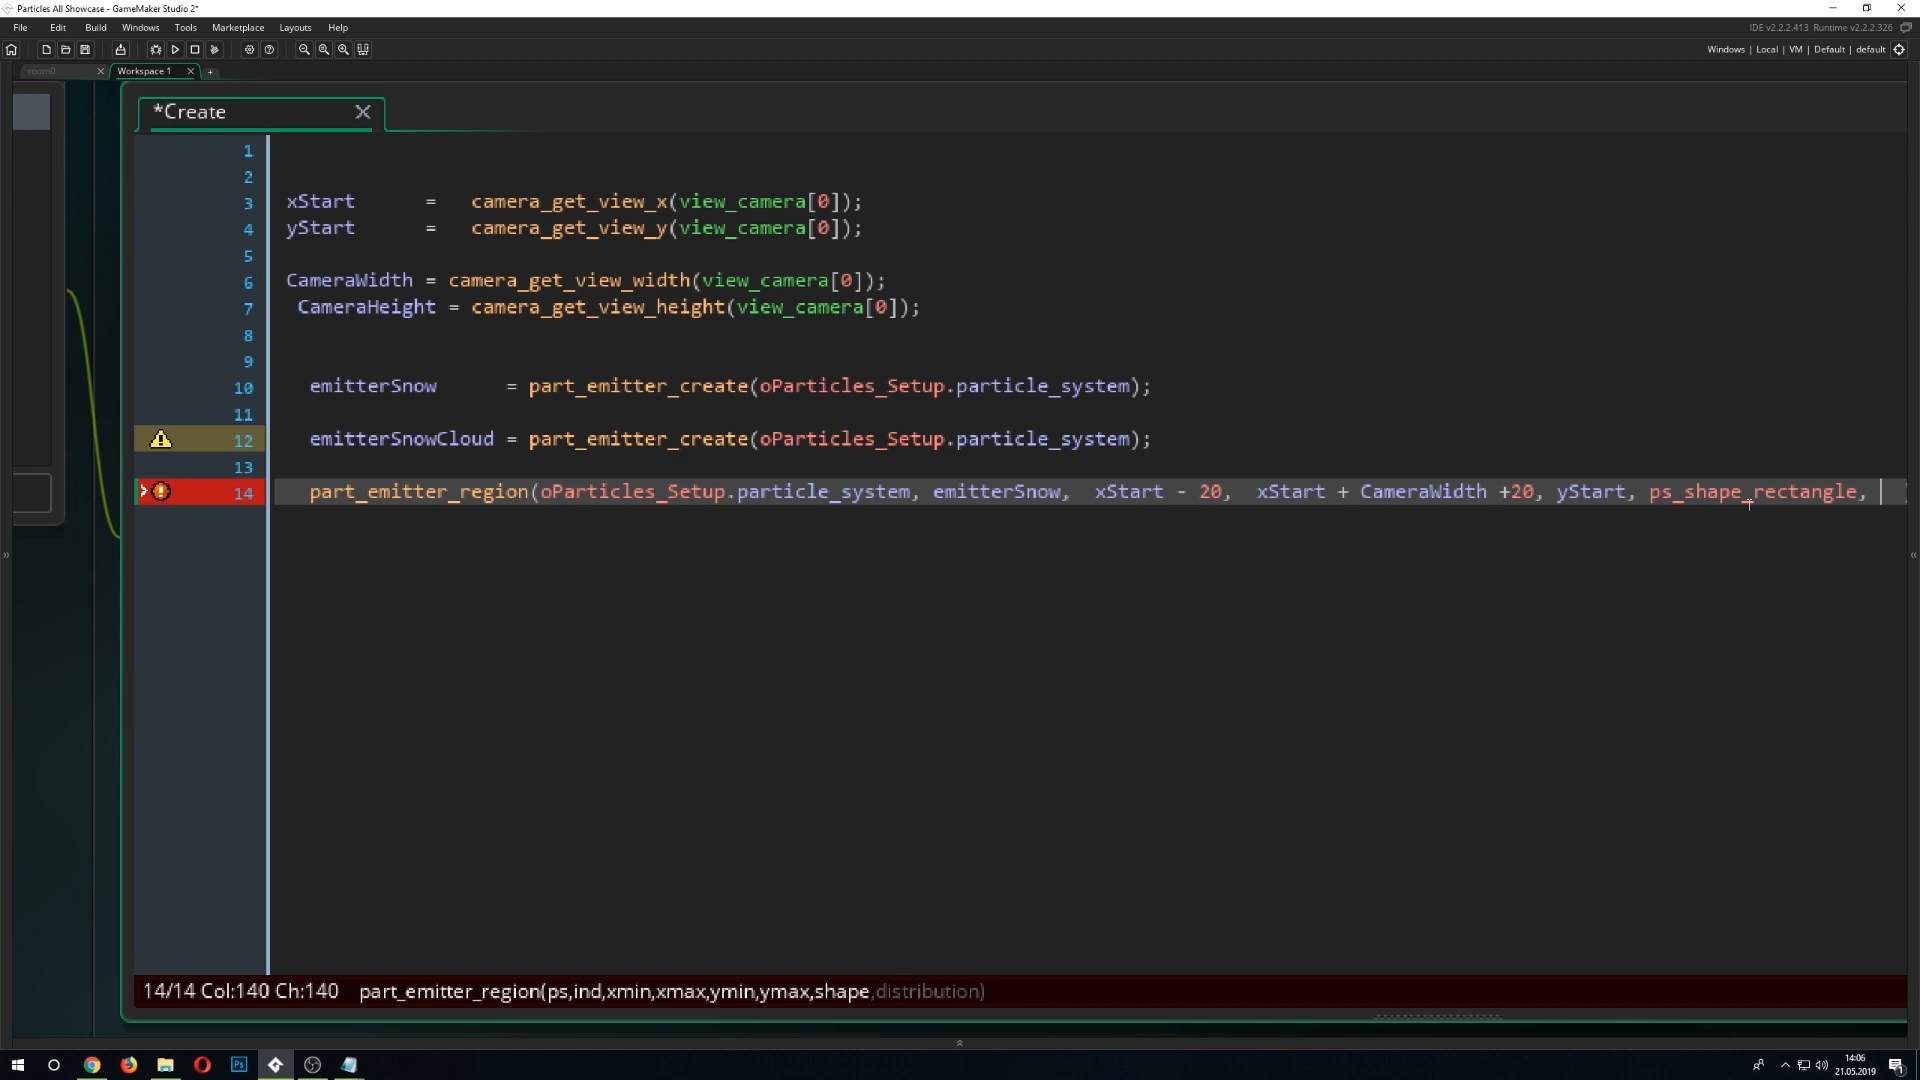 Particles All Showcase - GameMaker Studio 2*
File Edit Build Windows Tools Marketplace Layouts Help
IDE v2.2.2.413 Runtime v2.2.2.326
Windows | Local | VM | Default | default
room0
Workspace 1
*Create
1
2
3 xStart = camera_get_view_x(view_camera[0]);
4 yStart = camera_get_view_y(view_camera[0]);
5
6 CameraWidth = camera_get_view_width(view_camera[0]);
7 CameraHeight = camera_get_view_height(view_camera[0]);
8
9
10 emitterSnow = part_emitter_create(oParticles_Setup.particle_system);
11
12 emitterSnowCloud = part_emitter_create(oParticles_Setup.particle_system);
13
14 part_emitter_region(oParticles_Setup.particle_system, emitterSnow, xStart - 20, xStart + CameraWidth +20, yStart, ps_shape_rectangle,
14/14 Col:140 Ch:140 part_emitter_region(ps,ind,xmin,xmax,ymin,ymax,shape,distribution)
Ps
14:06
21.05.2019